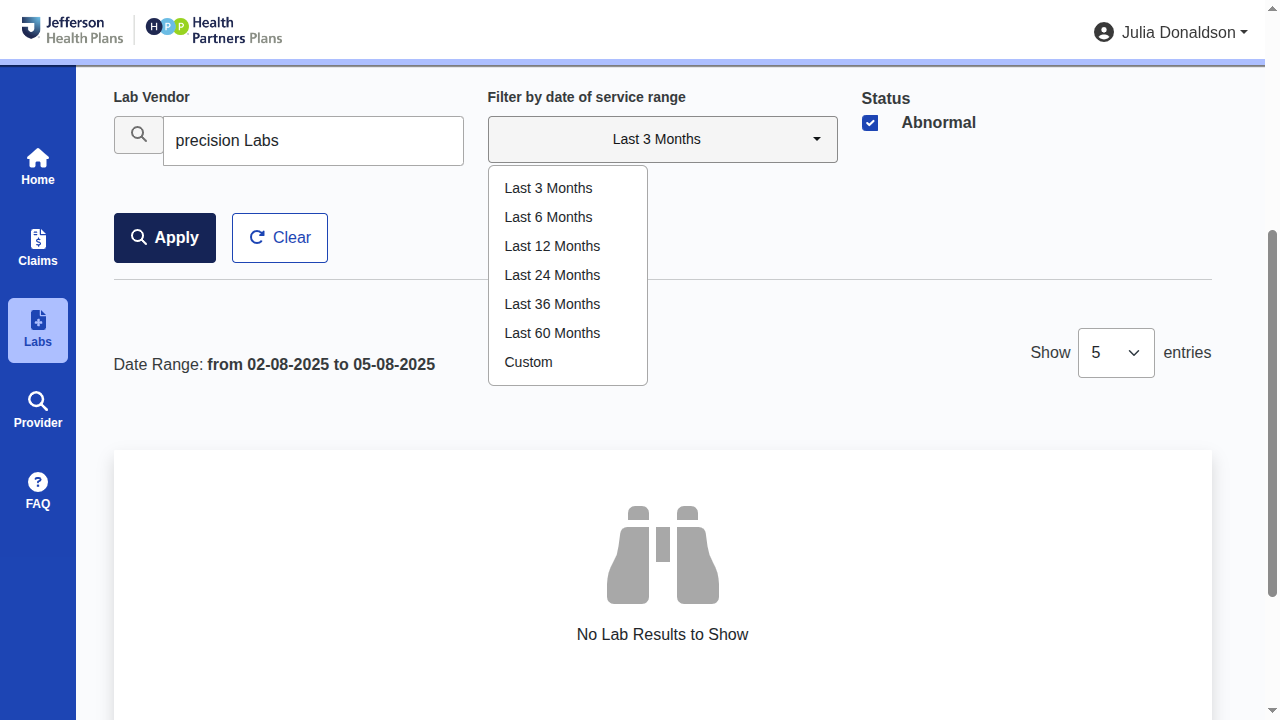 Jefferson
Health Plans
HPP
Health
Partners Plans
Julia Donaldson
Home
Claims
Labs
Provider
FAQ
Lab Vendor
precision Labs
Filter by date of service range
Last 3 Months
Last 3 Months
Last 6 Months
Last 12 Months
Last 24 Months
Last 36 Months
Last 60 Months
Custom
Status
Abnormal
Apply
Clear
Date Range: from 02-08-2025 to 05-08-2025
Show 5 entries
No Lab Results to Show